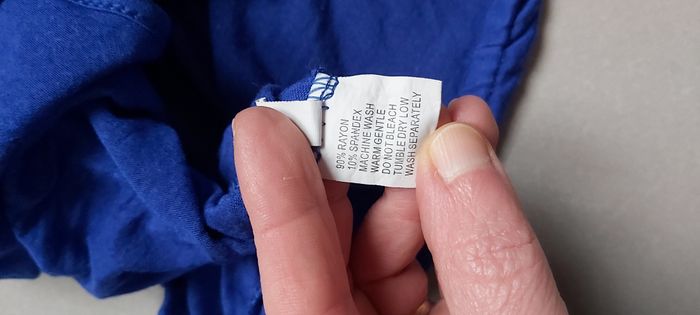 90% RAYON
10% SPANDEX
MACHINE WASH
WARM GENTLE
DO NOT BLEACH
TUMBLE DRY LOW
WASH SEPARATELY